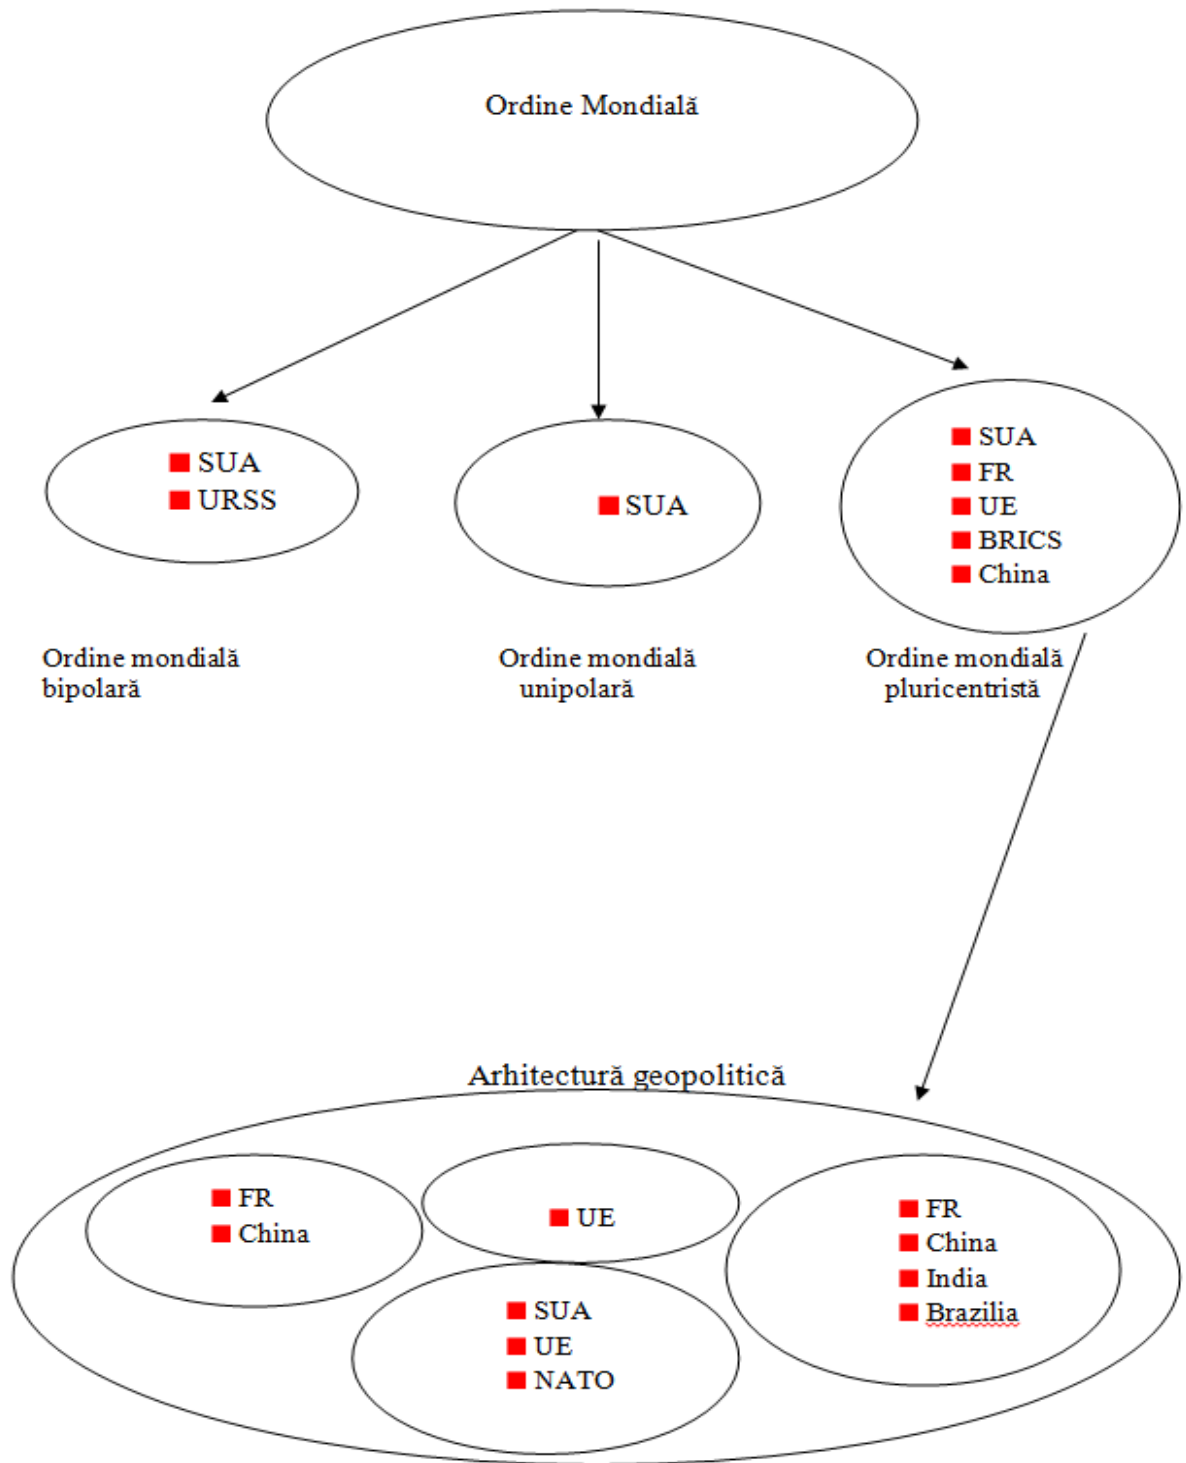 Ordine Mondială
SUA
URSS
SUA
SUA
FR
UE
BRICS
China
Ordine mondială
bipolară
Ordine mondială
unipolară
Ordine mondială
pluricentristă
Arhitectură geopolitică
FR
China
UE
SUA
UE
NATO
FR
China
India
Brazilia